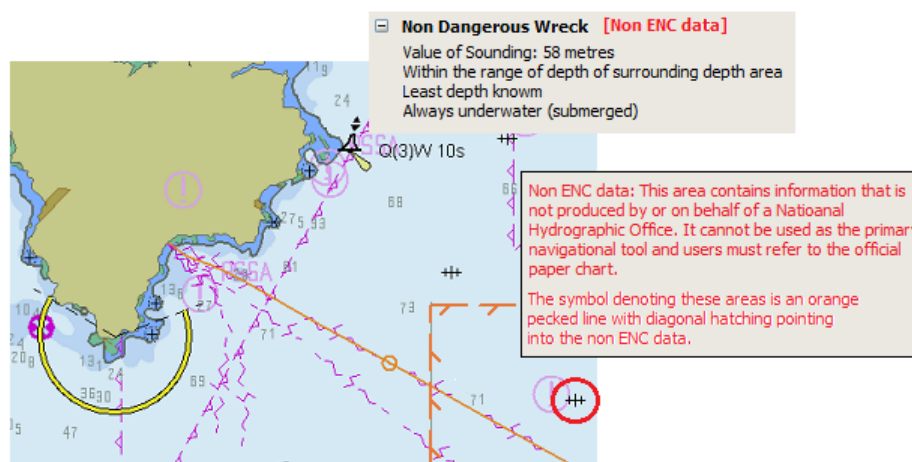 Non Dangerous Wreck [Non ENC data]
Value of Sounding: 58 metres
Within the range of depth of surrounding depth area
Least depth knowm
Always underwater (submerged)
24
Q(3)W 10s
PSSA
68
66
Non ENC data: This area contains information that is
not produced by or on behalf of a Natioanal
Hydrographic Office. It cannot be used as the primary
navigational tool and users must refer to the official
paper chart.
The symbol denoting these areas is an orange
pecked line with diagonal hatching pointing
into the non ENC data.
PSSA
73
71
71
69
47